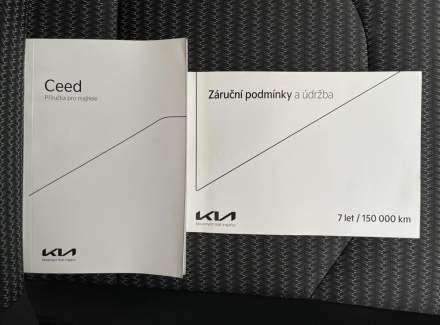 Ceed
Příručka pro majitele
KIA
Movement that inspires
Záruční podmínky a údržba
KIA
Movement that inspires
7 let / 150 000 km